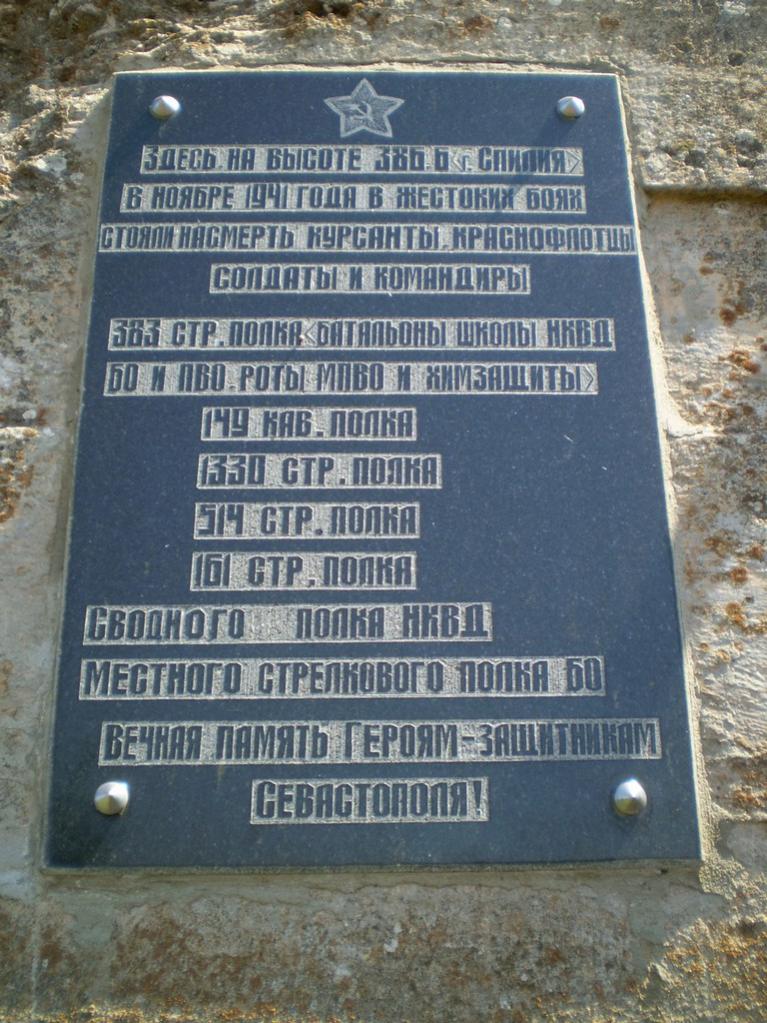 Здесь, на высоте 386.6 <г. Спилия>
в ноябре 1941 года в жестоких боях
стояли насмерть курсанты, краснофлотцы
солдаты и командиры
383 стр. полка <батальоны школы НКВД
БО и ПВО. роты МПВО и химзащиты>
149 кав. полка
1330 стр. полка
514 стр. полка
161 стр. полка
Сводного полка НКВД
Местного стрелкового полка БО
Вечная память Героям-защитникам
Севастополя!